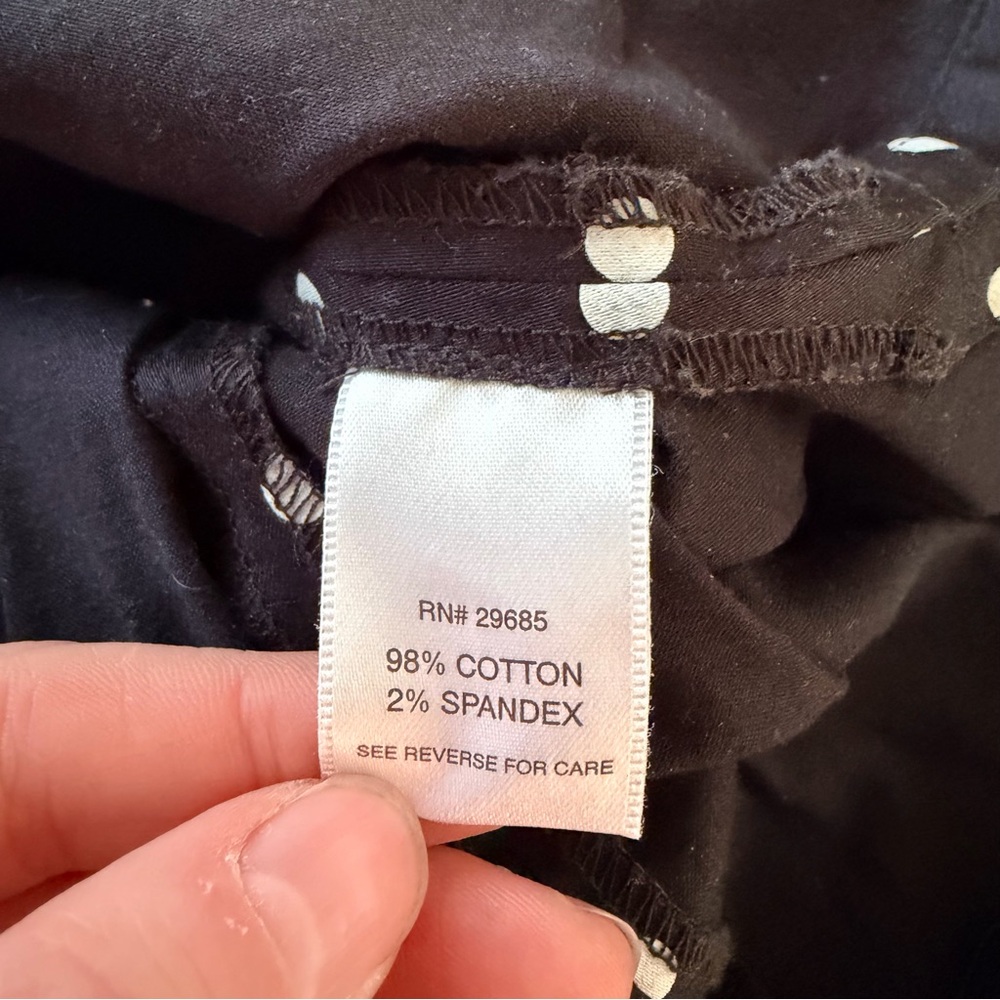 RN# 29685
98% COTTON
2% SPANDEX
SEE REVERSE FOR CARE